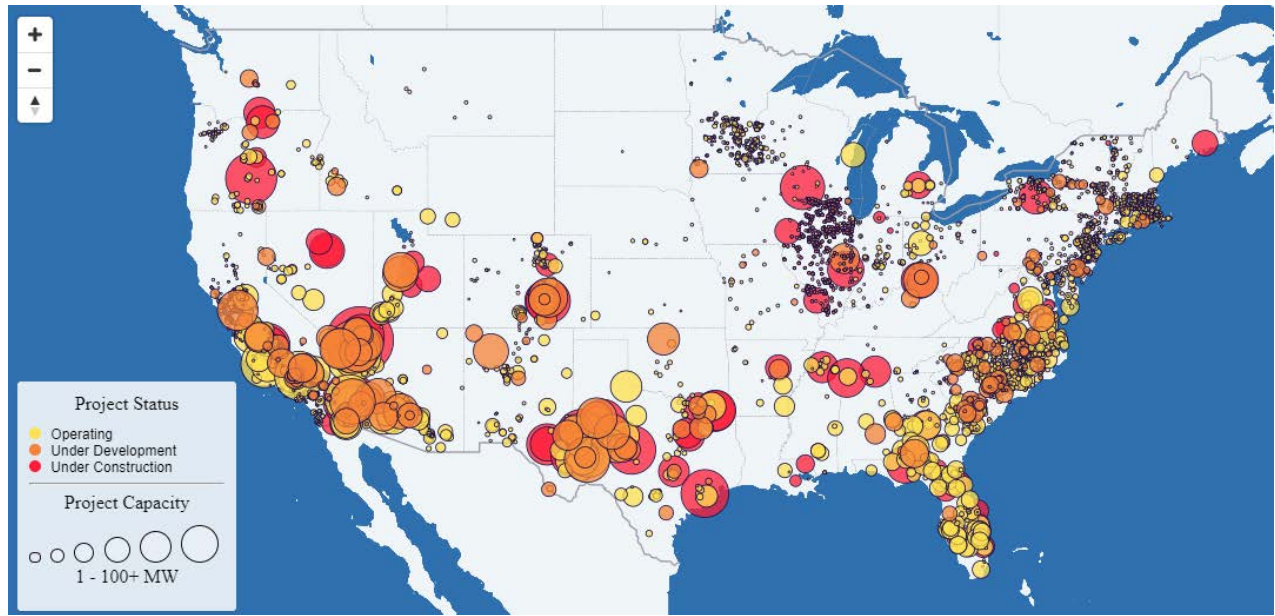 +
−
Project Status
Operating
Under Development
Under Construction
Project Capacity
1 - 100+ MW